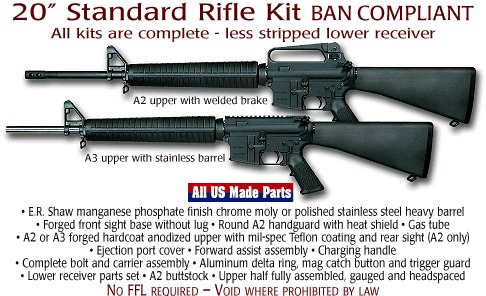 20" Standard Rifle Kit BAN COMPLIANT
All kits are complete - less stripped lower receiver
A2 upper with welded brake
A3 upper with stainless barrel
All US Made Parts
• E.R. Shaw manganese phosphate finish chrome moly or polished stainless steel heavy barrel
• Forged front sight base without lug • Round A2 handguard with heat shield • Gas tube
• A2 or A3 forged hardcoat anodized upper with mil-spec Teflon coating and rear sight (A2 only)
• Ejection port cover • Forward assist assembly • Charging handle
• Complete bolt and carrier assembly • Aluminum delta ring, mag catch button and trigger guard
• Lower receiver parts set • A2 buttstock • Upper half fully assembled, gauged and headspaced
NO FFL REQUIRED – VOID WHERE PROHIBITED BY LAW